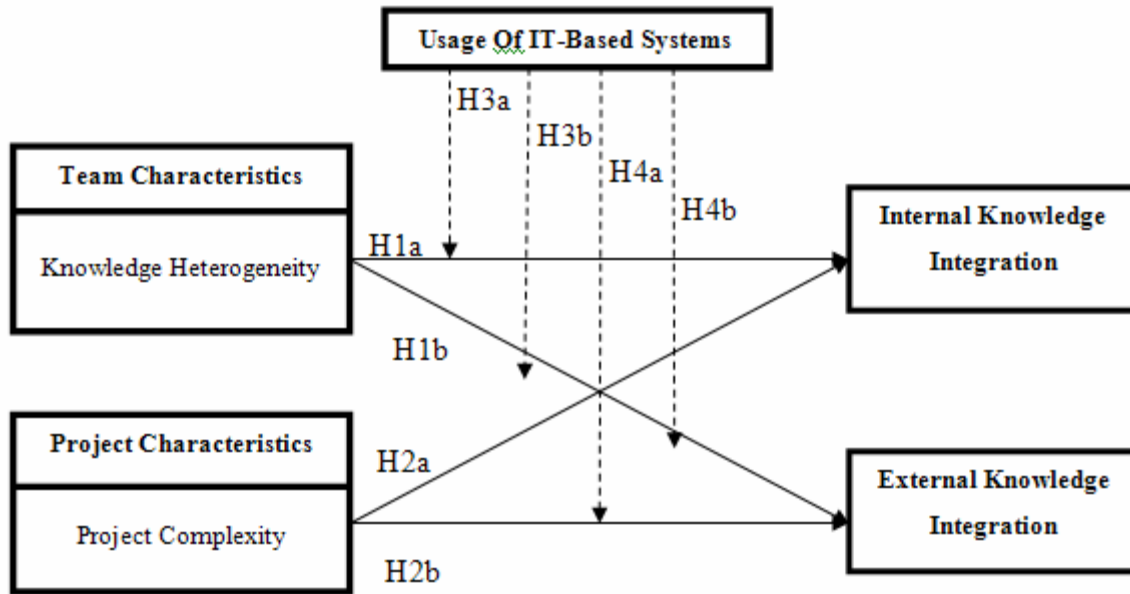 Usage Of IT-Based Systems
H3a
H3b
H4a
H4b
Team Characteristics
Knowledge Heterogeneity
H1a
H1b
Internal Knowledge
Integration
Project Characteristics
Project Complexity
H2a
H2b
External Knowledge
Integration